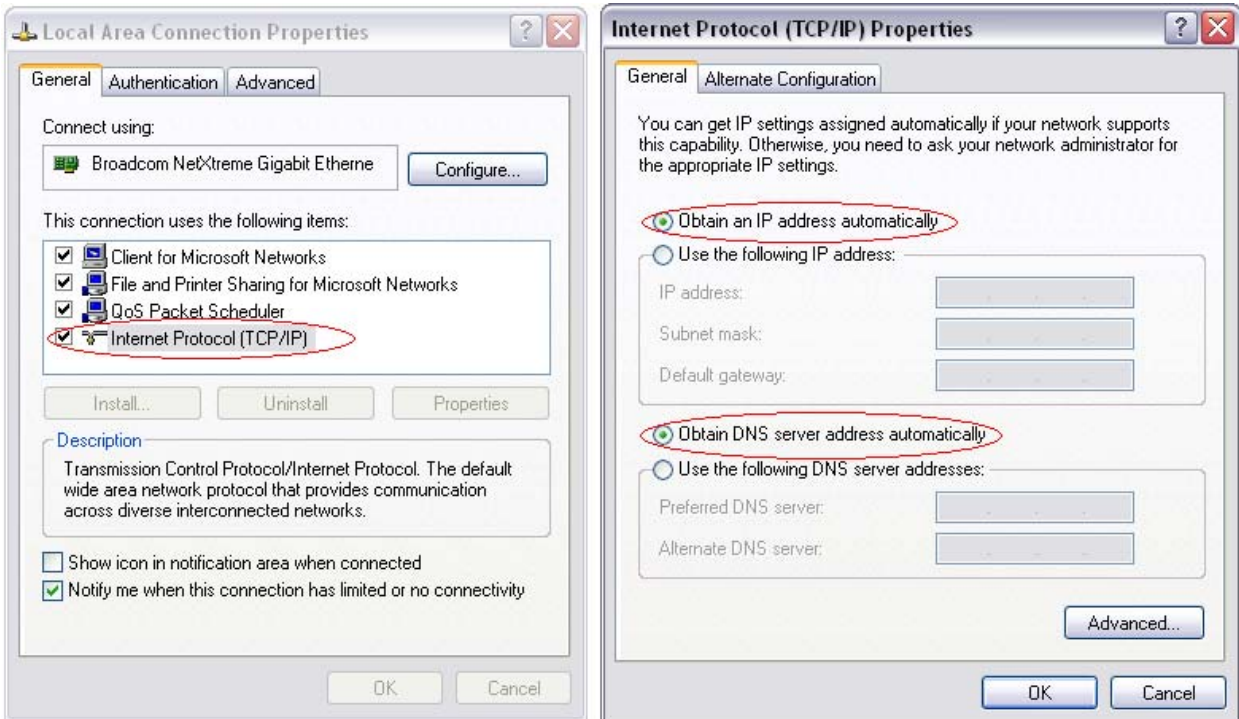 Local Area Connection Properties
General
Authentication
Advanced
Connect using:
Broadcom NetXtreme Gigabit Etherne
Configure...
This connection uses the following items:
Client for Microsoft Networks
File and Printer Sharing for Microsoft Networks
QoS Packet Scheduler
Internet Protocol (TCP/IP)
Install...
Uninstall
Properties
Description
Transmission Control Protocol/Internet Protocol. The default
wide area network protocol that provides communication
across diverse interconnected networks.
Show icon in notification area when connected
Notify me when this connection has limited or no connectivity
OK
Cancel
Internet Protocol (TCP/IP) Properties
General
Alternate Configuration
You can get IP settings assigned automatically if your network supports
this capability. Otherwise, you need to ask your network administrator for
the appropriate IP settings.
Obtain an IP address automatically
Use the following IP address:
IP address:
Subnet mask:
Default gateway:
Obtain DNS server address automatically
Use the following DNS server addresses:
Preferred DNS server:
Alternate DNS server:
Advanced...
OK
Cancel